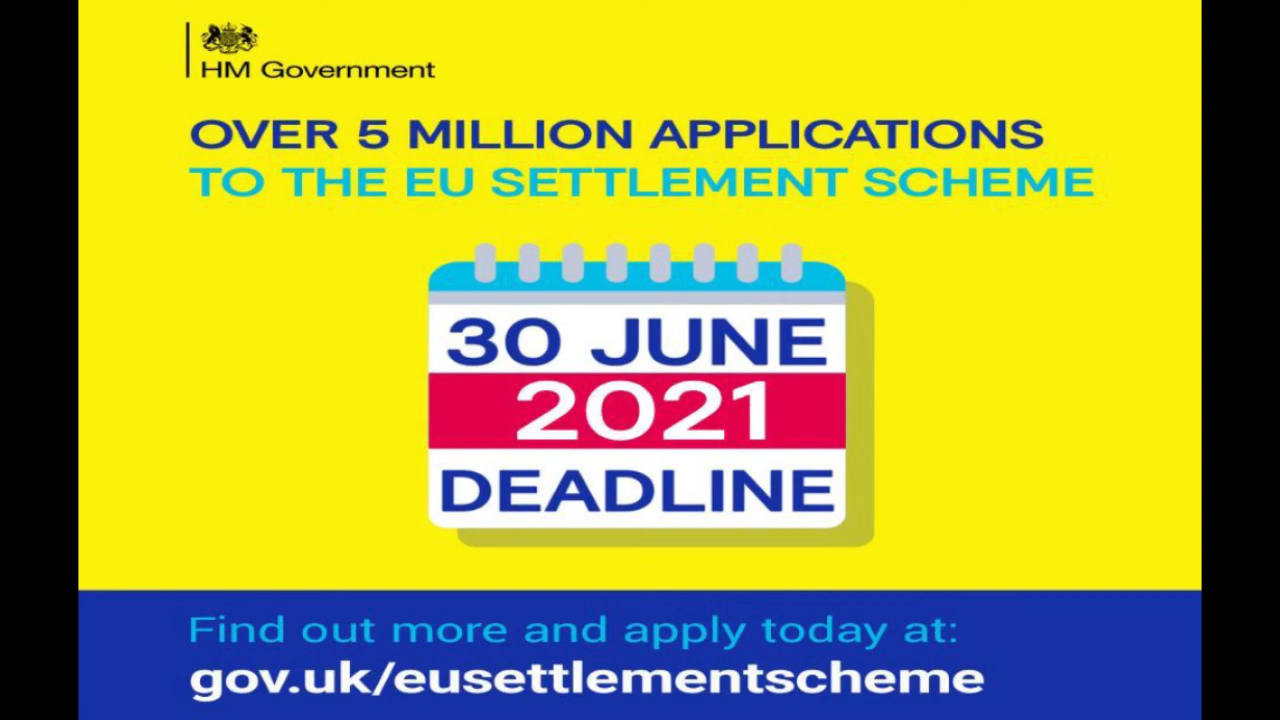 HM Government
OVER 5 MILLION APPLICATIONS
TO THE EU SETTLEMENT SCHEME
30 JUNE
2021
DEADLINE
Find out more and apply today at:
gov.uk/eusettlementscheme